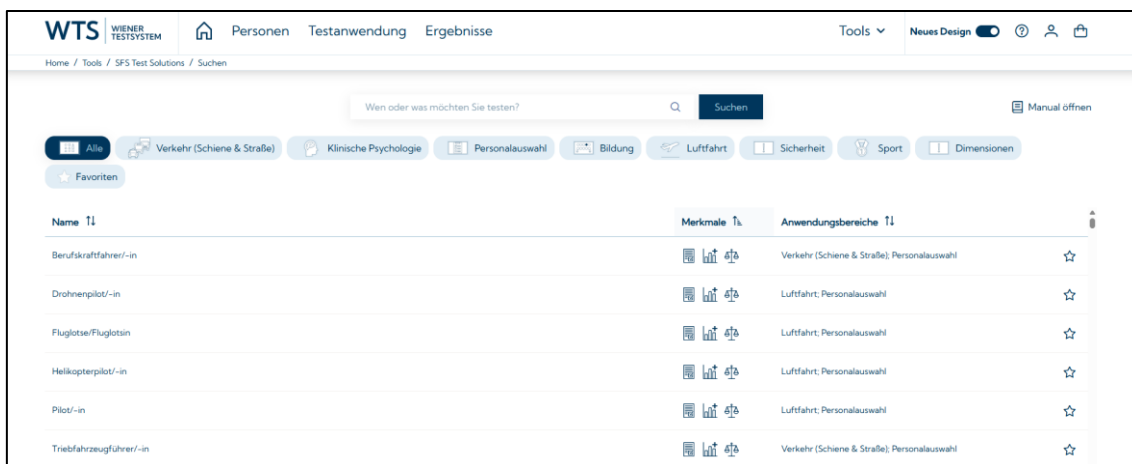 WTS WIENER TESTSYSTEM Personen Testanwendung Ergebnisse Tools Neues Design
Home / Tools / SFS Test Solutions / Suchen
Wen oder was möchten Sie testen? Suchen Manual öffnen
Alle Verkehr (Schiene & Straße) Klinische Psychologie Personalauswahl Bildung Luftfahrt Sicherheit Sport Dimensionen
Favoriten
Name Merkmale Anwendungsbereiche
Berufskraftfahrer/-in Verkehr (Schiene & Straße); Personalauswahl
Drohnenpilot/-in Luftfahrt; Personalauswahl
Fluglotse/Fluglotsin Luftfahrt; Personalauswahl
Helikopterpilot/-in Luftfahrt; Personalauswahl
Pilot/-in Luftfahrt; Personalauswahl
Triebfahrzeugführer/-in Verkehr (Schiene & Straße); Personalauswahl